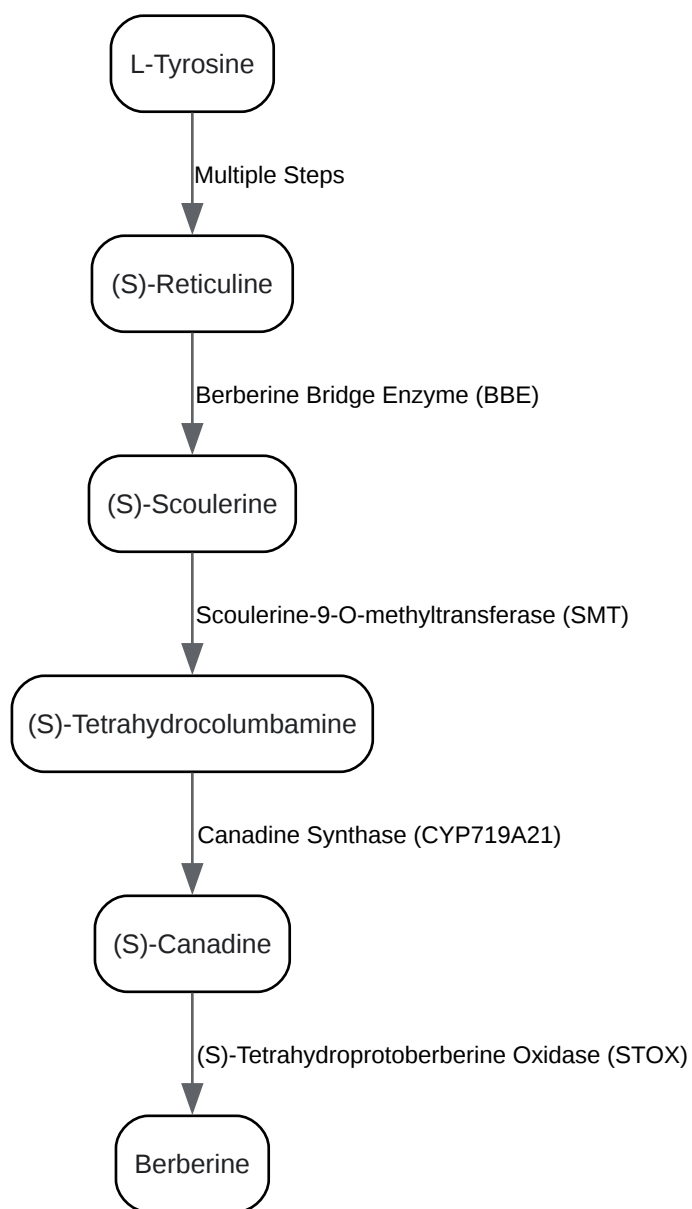 L-Tyrosine
Multiple Steps
(S)-Reticuline
Berberine Bridge Enzyme (BBE)
(S)-Scoulerine
Scoulerine-9-O-methyltransferase (SMT)
(S)-Tetrahydrocolumbamine
Canadine Synthase (CYP719A21)
(S)-Canadine
(S)-Tetrahydroprotoberberine Oxidase (STOX)
Berberine